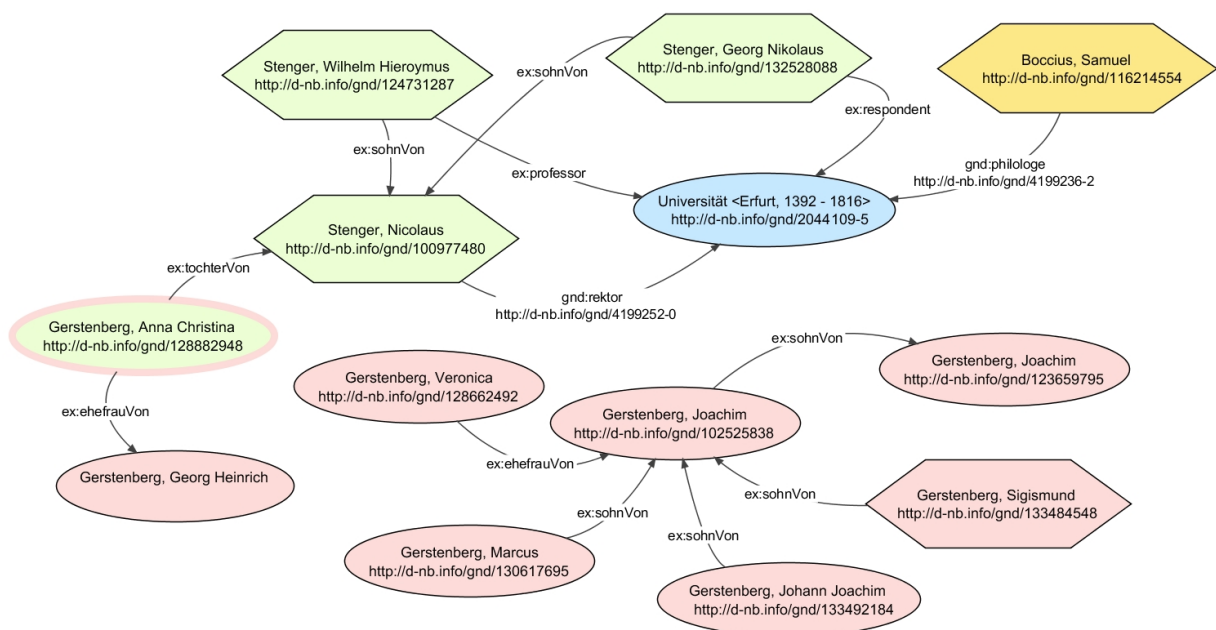 Stenger, Wilhelm Hieroymus
http://d-nb.info/gnd/124731287
Stenger, Georg Nikolaus
http://d-nb.info/gnd/132528088
Boccius, Samuel
http://d-nb.info/gnd/116214554
ex:sohnVon
ex:respondent
ex:sohnVon
ex:professor
gnd:philologe
http://d-nb.info/gnd/4199236-2
Universität <Erfurt, 1392 - 1816>
http://d-nb.info/gnd/2044109-5
Stenger, Nicolaus
http://d-nb.info/gnd/100977480
ex:tochterVon
gnd:rektor
http://d-nb.info/gnd/4199252-0
Gerstenberg, Anna Christina
http://d-nb.info/gnd/128882948
ex:sohnVon
Gerstenberg, Joachim
http://d-nb.info/gnd/123659795
Gerstenberg, Veronica
http://d-nb.info/gnd/128662492
ex:ehefrauVon
Gerstenberg, Joachim
http://d-nb.info/gnd/102525838
ex:ehefrauVon
Gerstenberg, Georg Heinrich
ex:sohnVon
Gerstenberg, Sigismund
http://d-nb.info/gnd/133484548
ex:sohnVon
ex:sohnVon
Gerstenberg, Marcus
http://d-nb.info/gnd/130617695
Gerstenberg, Johann Joachim
http://d-nb.info/gnd/133492184